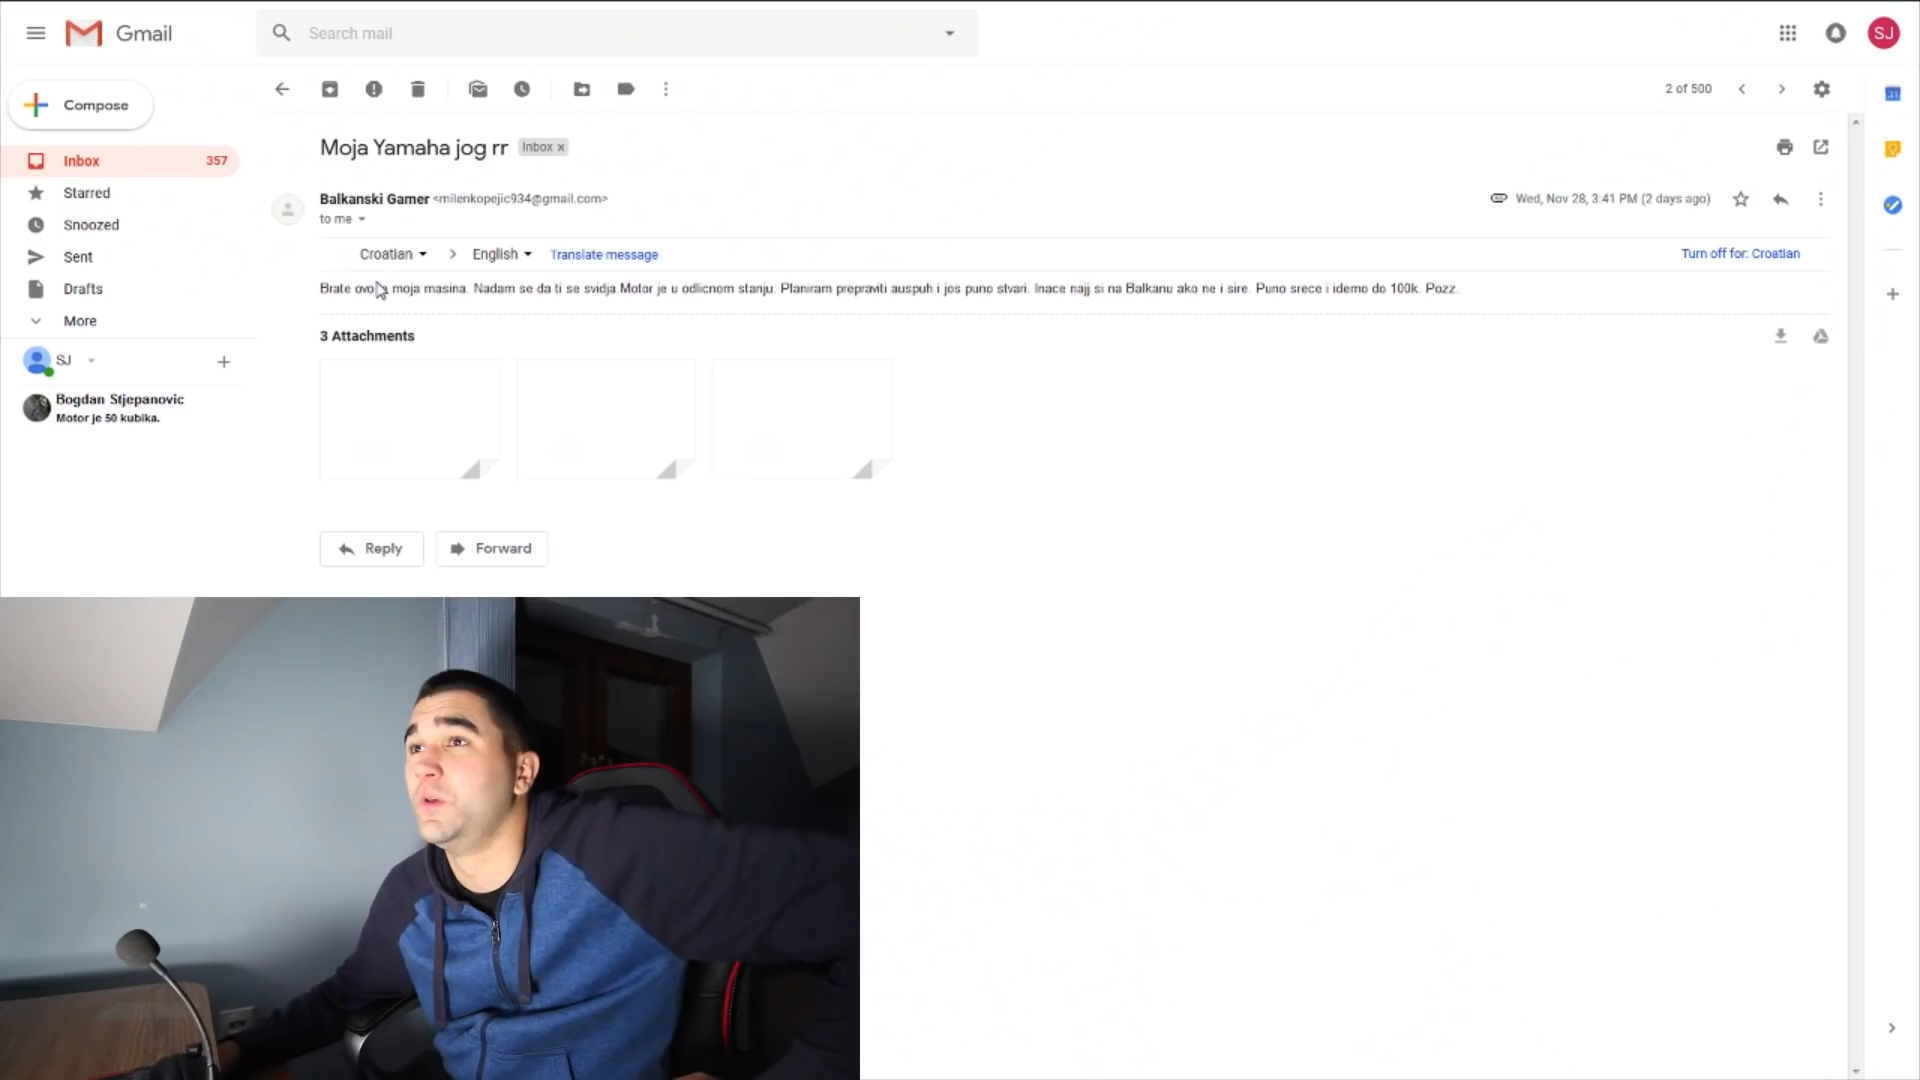 Gmail
Search mail
SJ
Compose
2 of 500
Inbox 357
Starred
Snoozed
Sent
Drafts
More
SJ
Bogdan Stjepanovic
Motor je 50 kubika.
Moja Yamaha jog rr Inbox x
Balkanski Gamer <milenkopejic934@gmail.com>
Wed, Nov 28, 3:41 PM (2 days ago)
to me
Croatian > English Translate message
Turn off for: Croatian
Brate ovo moja masina. Nadam se da ti se svidja.Motor je u odlicnom stanju. Planiram prepraviti auspuh i jos puno stvari. Inace najj si na Balkanu ako ne i sire. Puno srece i idemo do 100k. Pozz.
3 Attachments
Reply
Forward
31